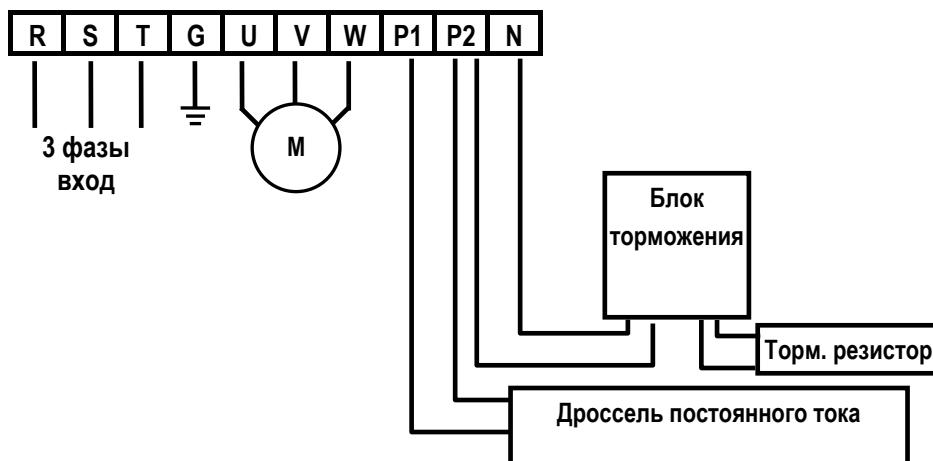 R S T G U V W P1 P2 N
3 фазы
вход
M
Блок
торможения
Торм. резистор
Дроссель постоянного тока